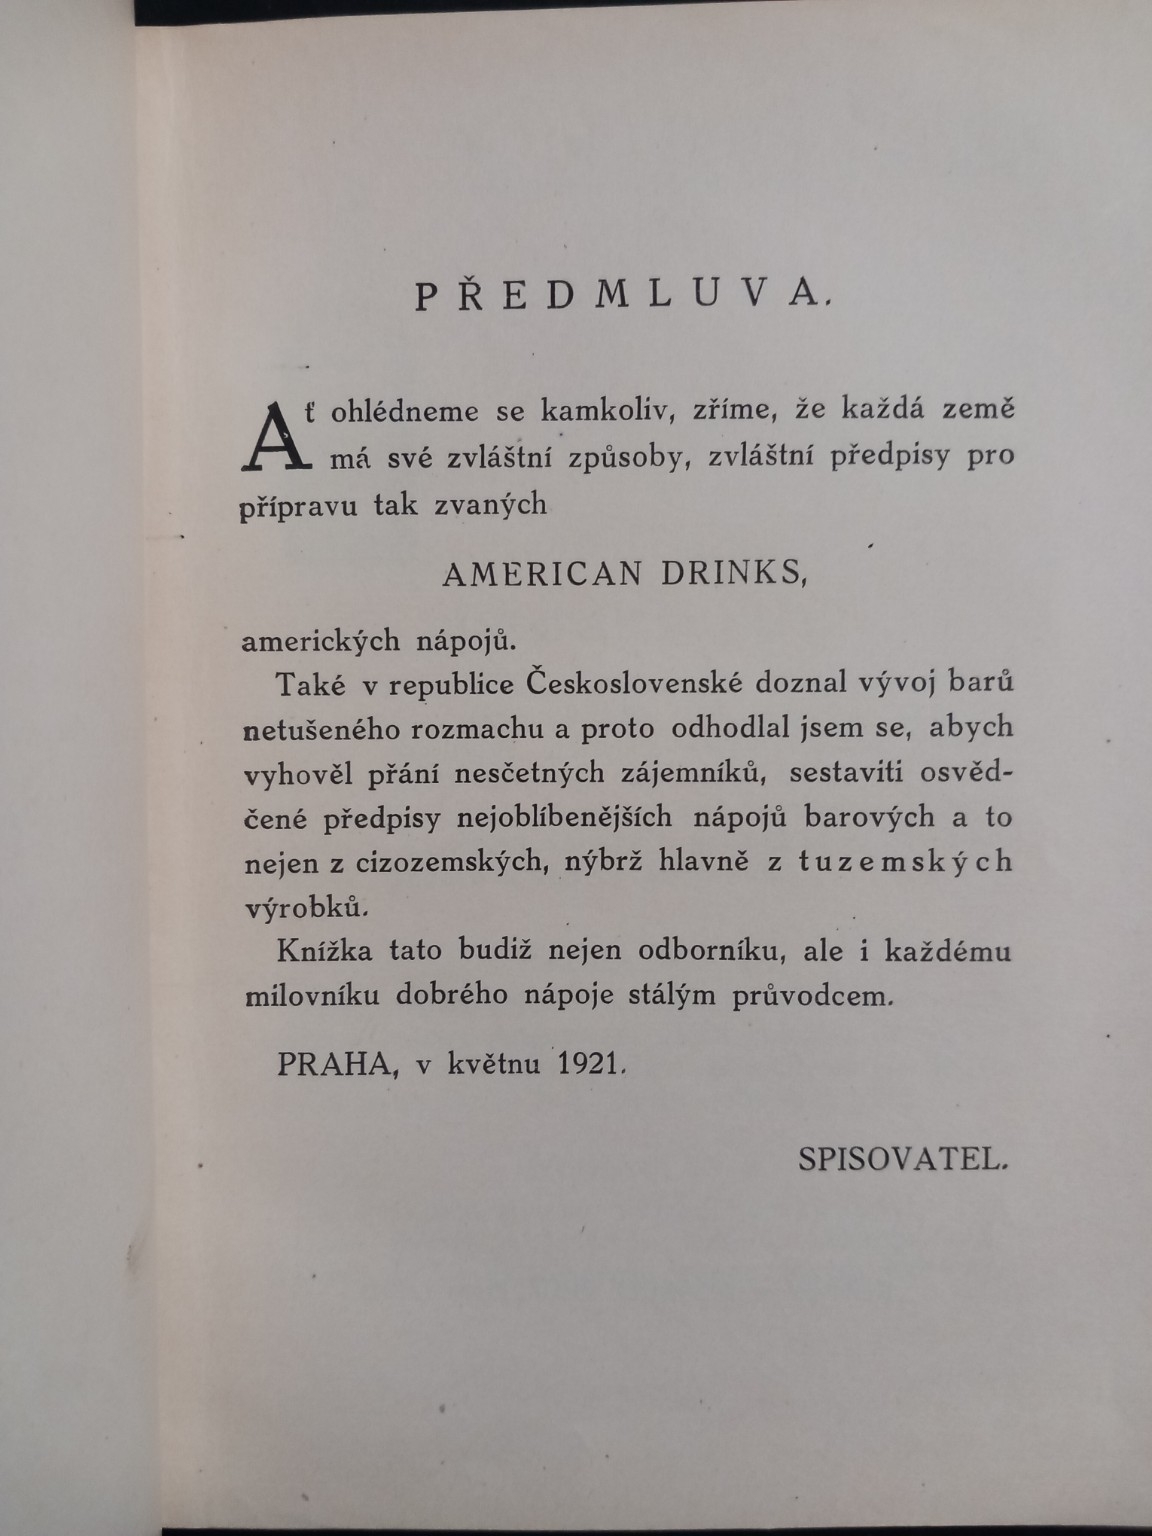 PŘEDMLUVA.
Ať ohlédneme se kamkoliv, zříme, že každá země
má své zvláštní způsoby, zvláštní předpisy pro
přípravu tak zvaných
AMERICAN DRINKS,
amerických nápojů.
Také v republice Československé doznal vývoj barů
netušeného rozmachu a proto odhodlal jsem se, abych
vyhověl přání nesčetných zájemníků, sestaviti osvěd-
čené předpisy nejoblíbenějších nápojů barových a to
nejen z cizozemských, nýbrž hlavně z tuzemských
výrobků.
Knížka tato budiž nejen odborníku, ale i každému
milovníku dobrého nápoje stálým průvodcem.
PRAHA, v květnu 1921.
SPISOVATEL.